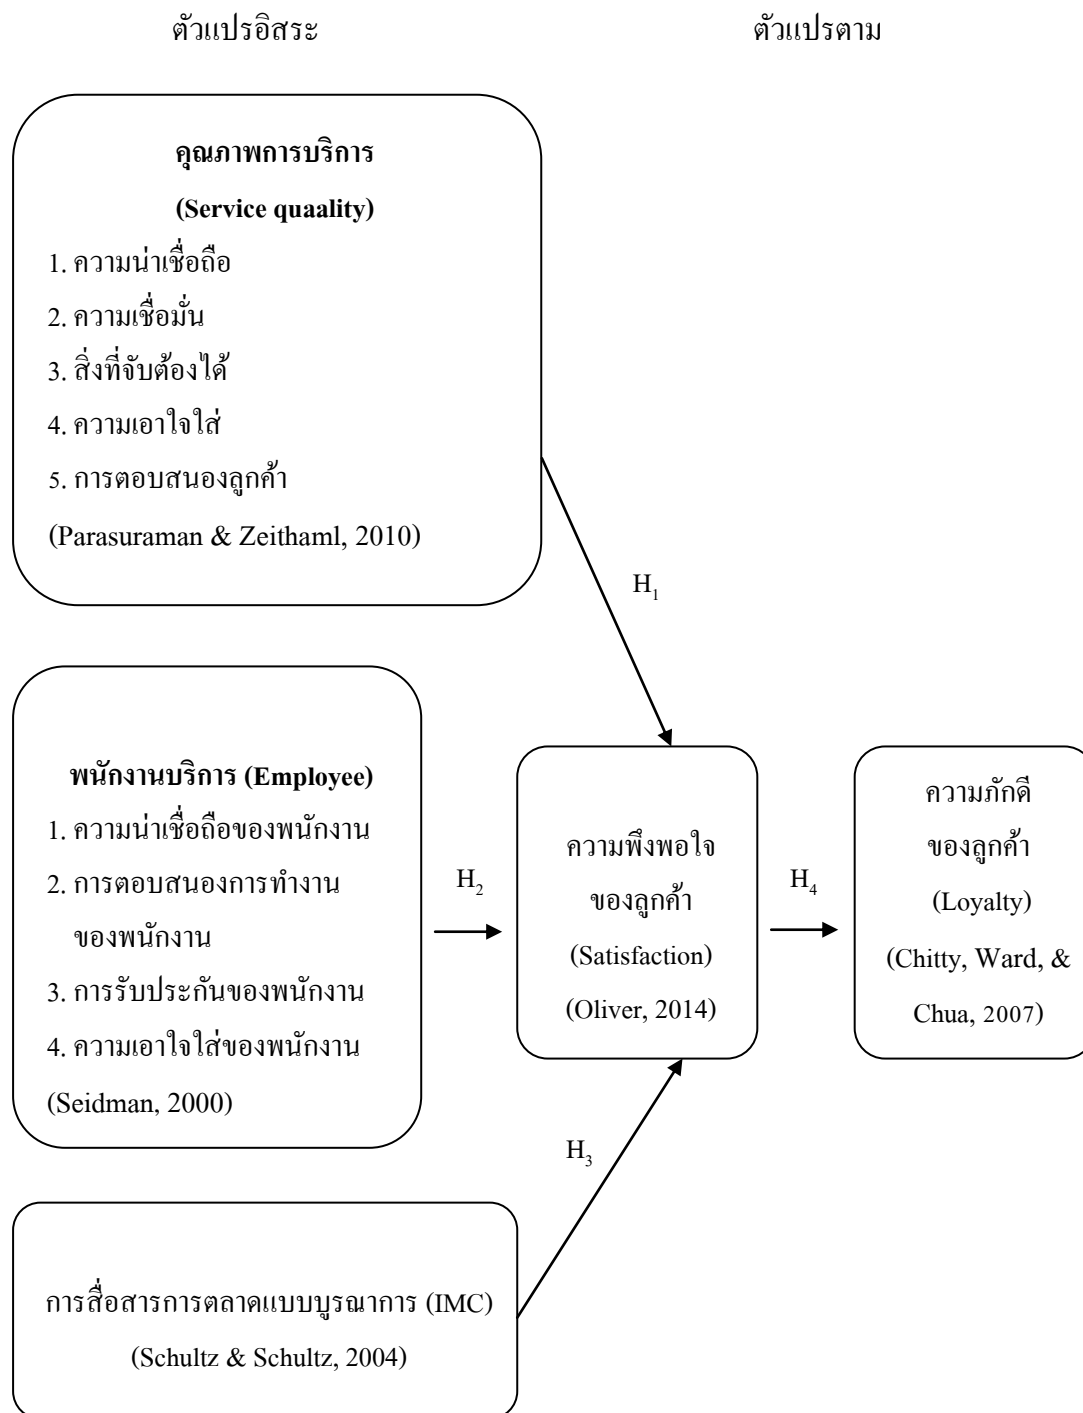 ตัวแปรอิสระ
ตัวแปรตาม
คุณภาพการบริการ
(Service quaality)
1. ความน่าเชื่อถือ
2. ความเชื่อมั่น
3. สิ่งที่จับต้องได้
4. ความเอาใจใส่
5. การตอบสนองลูกค้า
(Parasuraman & Zeithaml, 2010)
H₁
พนักงานบริการ (Employee)
1. ความน่าเชื่อถือของพนักงาน
2. การตอบสนองการทำงาน
ของพนักงาน
3. การรับประกันของพนักงาน
4. ความเอาใจใส่ของพนักงาน
(Seidman, 2000)
H₂
ความพึงพอใจ
ของลูกค้า
(Satisfaction)
(Oliver, 2014)
H₄
ความภักดี
ของลูกค้า
(Loyalty)
(Chitty, Ward, &
Chua, 2007)
H₃
การสื่อสารการตลาดแบบบูรณาการ (IMC)
(Schultz & Schultz, 2004)